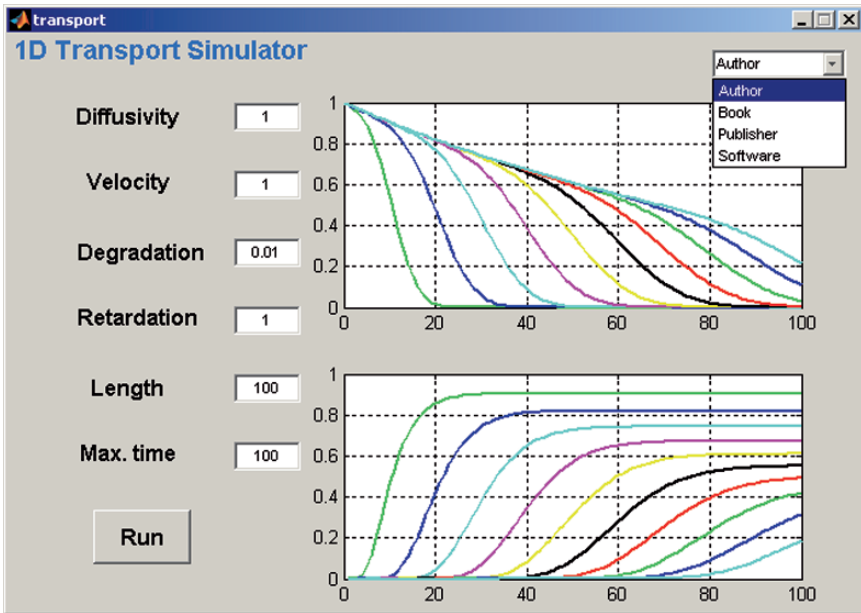 transport
1D Transport Simulator
Author
Author
Book
Publisher
Software
Diffusivity 1
Velocity 1
Degradation 0.01
Retardation 1
Length 100
Max. time 100
Run
1
0.8
0.6
0.4
0.2
0
0 20 40 60 80 100
1
0.8
0.6
0.4
0.2
0
0 20 40 60 80 100